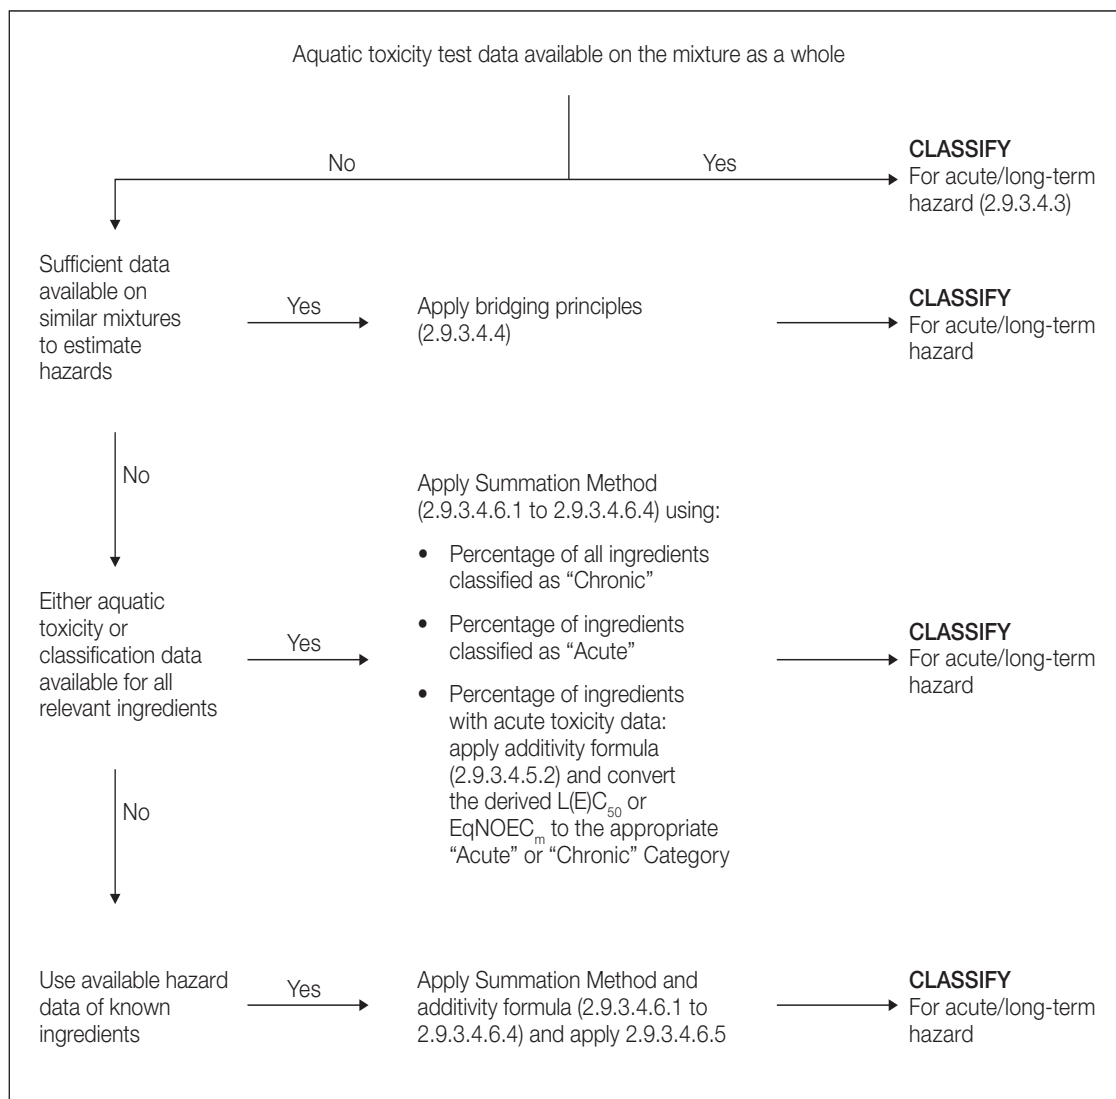 Aquatic toxicity test data available on the mixture as a whole
No
Yes
CLASSIFY
For acute/long-term
hazard (2.9.3.4.3)
Sufficient data
available on
similar mixtures
to estimate
hazards
Yes
Apply bridging principles
(2.9.3.4.4)
CLASSIFY
For acute/long-term
hazard
No
Either aquatic
toxicity or
classification data
available for all
relevant ingredients
Yes
Apply Summation Method
(2.9.3.4.6.1 to 2.9.3.4.6.4) using:
• Percentage of all ingredients
classified as “Chronic”
• Percentage of ingredients
classified as “Acute”
• Percentage of ingredients
with acute toxicity data:
apply additivity formula
(2.9.3.4.5.2) and convert
the derived L(E)C50 or
EqNOECm to the appropriate
“Acute” or “Chronic” Category
CLASSIFY
For acute/long-term
hazard
No
Use available hazard
data of known
ingredients
Yes
Apply Summation Method and
additivity formula (2.9.3.4.6.1 to
2.9.3.4.6.4) and apply 2.9.3.4.6.5
CLASSIFY
For acute/long-term
hazard